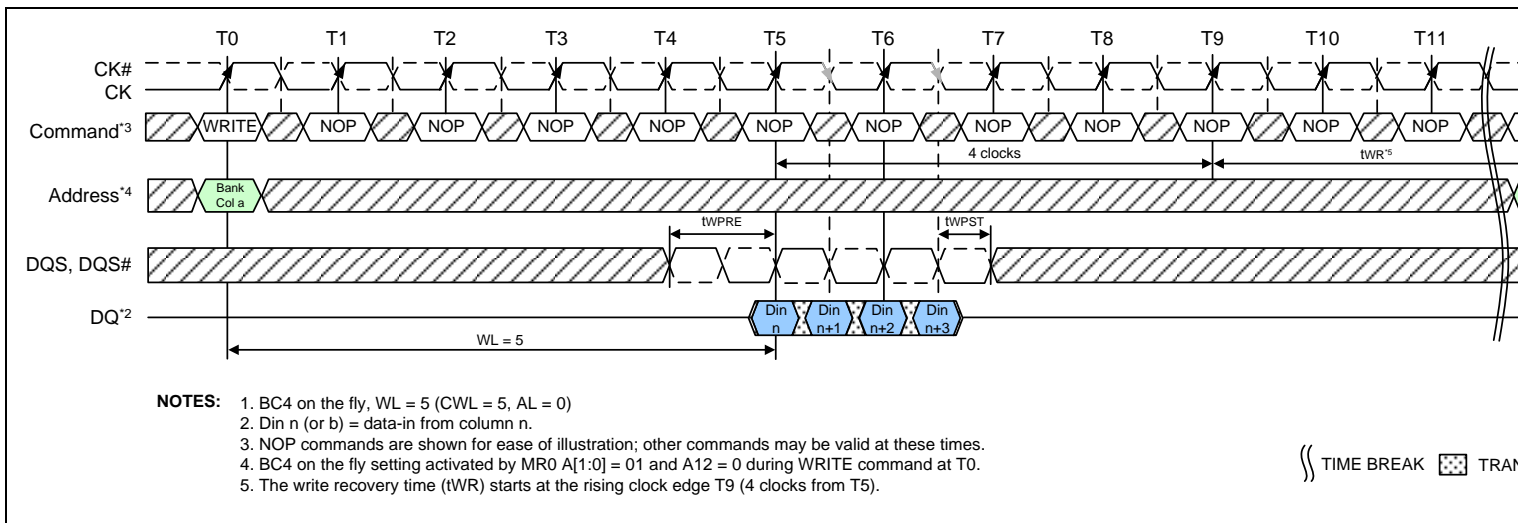 T0 T1 T2 T3 T4 T5 T6 T7 T8 T9 T10 T11
CK#
CK
Command*3 WRITE NOP NOP NOP NOP NOP NOP NOP NOP NOP NOP NOP
4 clocks tWR*5
Address*4 Bank
Col a
tWPRE tWPST
DQS, DQS#
DQ*2 Din Din Din Din
n n+1 n+2 n+3
WL = 5
NOTES: 1. BC4 on the fly, WL = 5 (CWL = 5, AL = 0)
2. Din n (or b) = data-in from column n.
3. NOP commands are shown for ease of illustration; other commands may be valid at these times.
4. BC4 on the fly setting activated by MR0 A[1:0] = 01 and A12 = 0 during WRITE command at T0.
5. The write recovery time (tWR) starts at the rising clock edge T9 (4 clocks from T5).
TIME BREAK TRAN